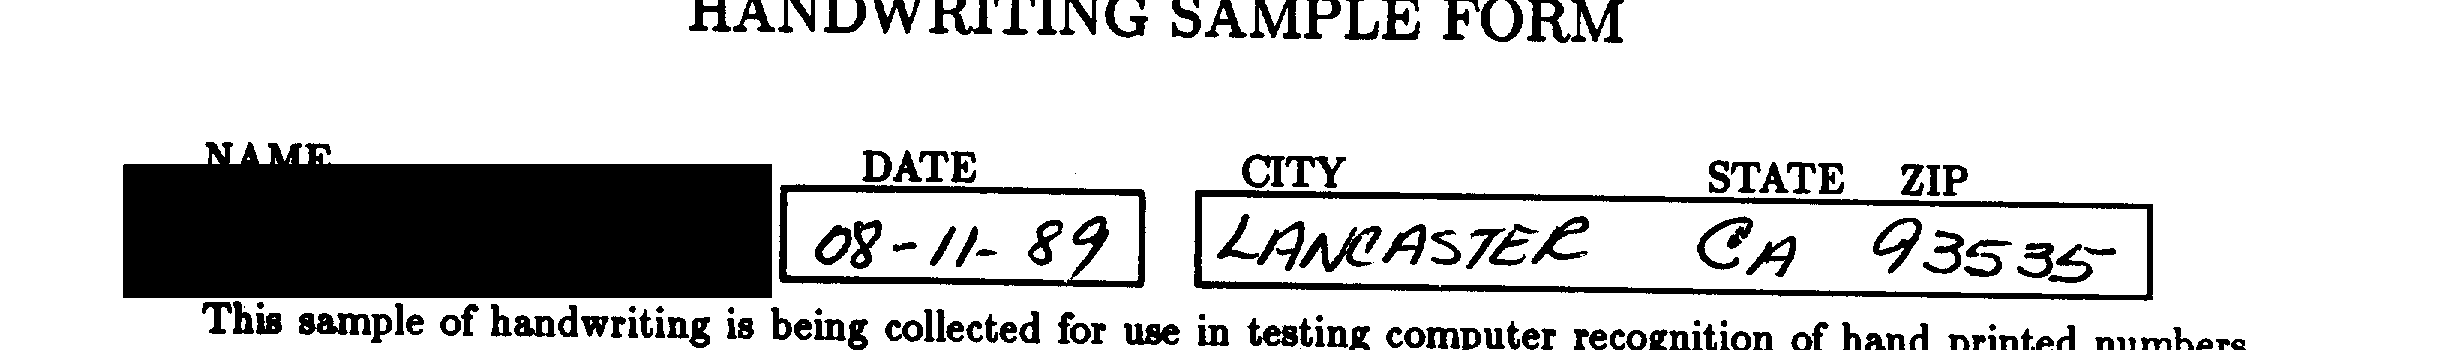 HANDWRITING SAMPLE FORM
NAME DATE CITY STATE ZIP
08-11-89 LANCASTER CA 93535
This sample of handwriting is being collected for use in testing computer recognition of hand printed numbers